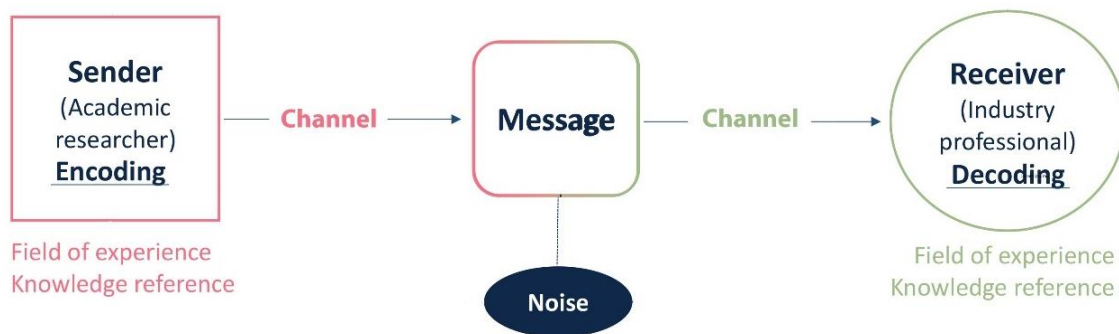 Sender
(Academic
researcher)
Encoding
Channel
Message
Channel
Receiver
(Industry
professional)
Decoding
Field of experience
Knowledge reference
Noise
Field of experience
Knowledge reference